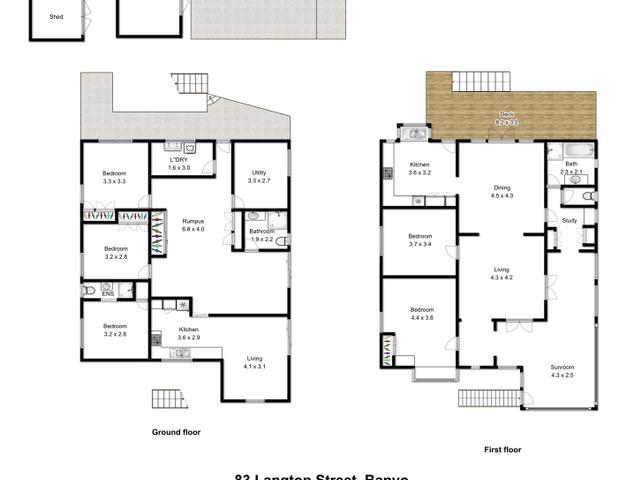 Shed
Deck
8.2 x 3.2
L"DRY
1.6 x 3.0
Bedroom
3.3 x 3.3
Utility
3.3 x 2.7
Kitchen
3.6 x 3.2
Bath
2.3 x 2.1
Dining
4.5 x 4.3
Rumpus
6.8 x 4.0
Study
Bathroom
1.9 x 2.2
Bedroom
3.7 x 3.4
Bedroom
3.2 x 2.8
Living
4.3 x 4.2
ENS
Bedroom
4.4 x 3.6
Bedroom
3.2 x 2.8
Kitchen
3.6 x 2.9
Living
4.1 x 3.1
Sunroom
4.3 x 2.5
Ground floor
First floor
83 Langton Street, Banyo